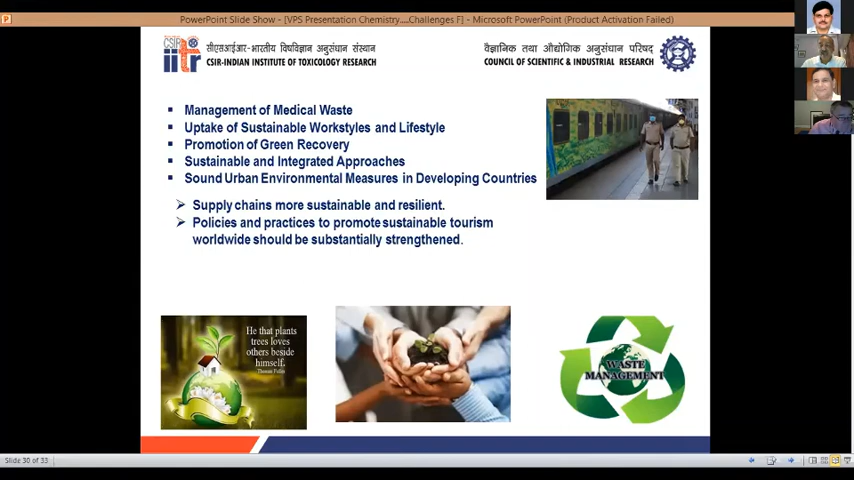 PowerPoint Slide Show - [VPS Presentation Chemistry....Challenges F] - Microsoft PowerPoint (Product Activation Failed)
CSIR
iitr
सीएसआईआर-भारतीय विषविज्ञान अनुसंधान संस्थान
CSIR-INDIAN INSTITUTE OF TOXICOLOGY RESEARCH
वैज्ञानिक तथा औद्योगिक अनुसंधान परिषद्
COUNCIL OF SCIENTIFIC & INDUSTRIAL RESEARCH
▪ Management of Medical Waste
▪ Uptake of Sustainable Workstyles and Lifestyle
▪ Promotion of Green Recovery
▪ Sustainable and Integrated Approaches
▪ Sound Urban Environmental Measures in Developing Countries
➢ Supply chains more sustainable and resilient.
➢ Policies and practices to promote sustainable tourism
worldwide should be substantially strengthened.
He that plants
trees loves
others beside
himself.
Thomas Fuller
WASTE
MANAGEMENT
Slide 30 of 33